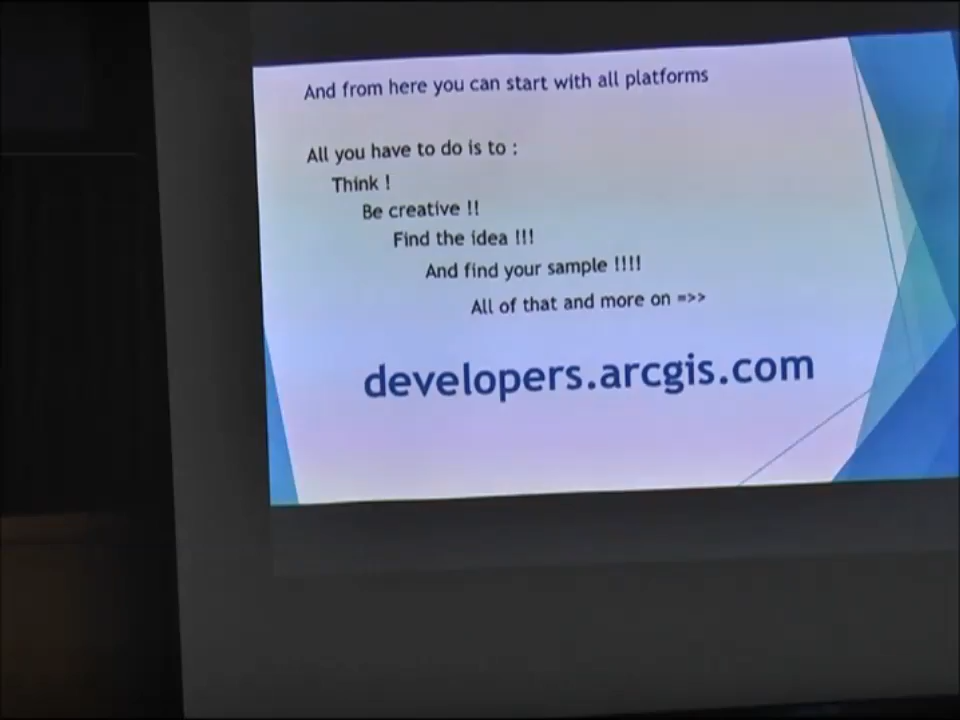 And from here you can start with all platforms
All you have to do is to :
Think !
Be creative !!
Find the idea !!!
And find your sample !!!!
All of that and more on =>>
developers.arcgis.com